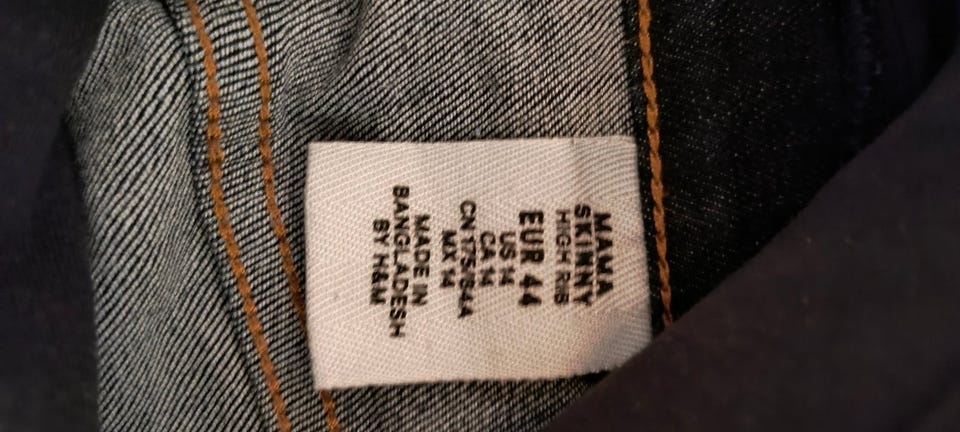 MAMA
SKINNY
HIGH RIB
EUR 44
US 14
CA 14
CN 175/84A
MX 14
MADE IN
BANGLADESH
BY H&M